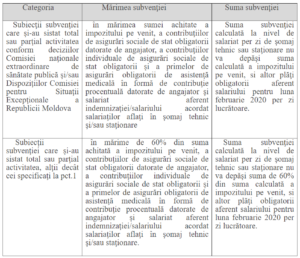 Categoria
Mărimea subvenției
Suma subvenției
Subiecții subvenției
care și-au sistat total
sau parțial activitatea
conform deciziilor
Comisiei naționale
extraordinare de
sănătate publică și/sau
Dispozițiilor Comisiei
pentru Situații
Excepționale a
Republicii Moldova
în mărimea sumei achitate a
impozitului pe venit, a contribuțiilor
de asigurări sociale de stat obligatorii
datorate de angajator, a contribuțiilor
individuale de asigurări sociale de stat
obligatorii și a primelor de
asigurări obligatorii de asistență
medicală în formă de contribuție
procentuală datorate de angajator și
salariat aferent
indemnizației/salariului acordat
salariaților aflați în șomaj tehnic
și/sau staționare
Suma subvenției
calculată la nivel de salariat
per zi de șomaj
tehnic sau staționare nu
va depăși suma
calculată a impozitului
pe venit, si altor plăți
obligatorii aferent
salariului pentru luna
februarie 2020 per zi
lucrătoare.
Subiecții
subvenției care și-au
sistat total sau parțial
activitatea, alții decât
cei specificați la pct.1
în mărime de 60% din suma
achitată a impozitului pe venit, a
contribuțiilor de asigurări sociale de
stat obligatorii datorate de angajator,
a contribuțiilor individuale de
asigurări sociale de stat obligatorii și
a primelor de asigurări obligatorii de
asistență medicală în formă de
contribuție procentuală datorate de
angajator și salariat aferent
indemnizației/salariului acordat
salariaților aflați în șomaj tehnic
și/sau staționare.
Suma subvenției
calculată la nivel de
salariat per zi de șomaj
tehnic sau staționare nu
va depăși suma de 60%
din suma calculată a
impozitului pe venit, si
altor plăți obligatorii
aferent salariului pentru
luna februarie 2020 per
zi lucrătoare.